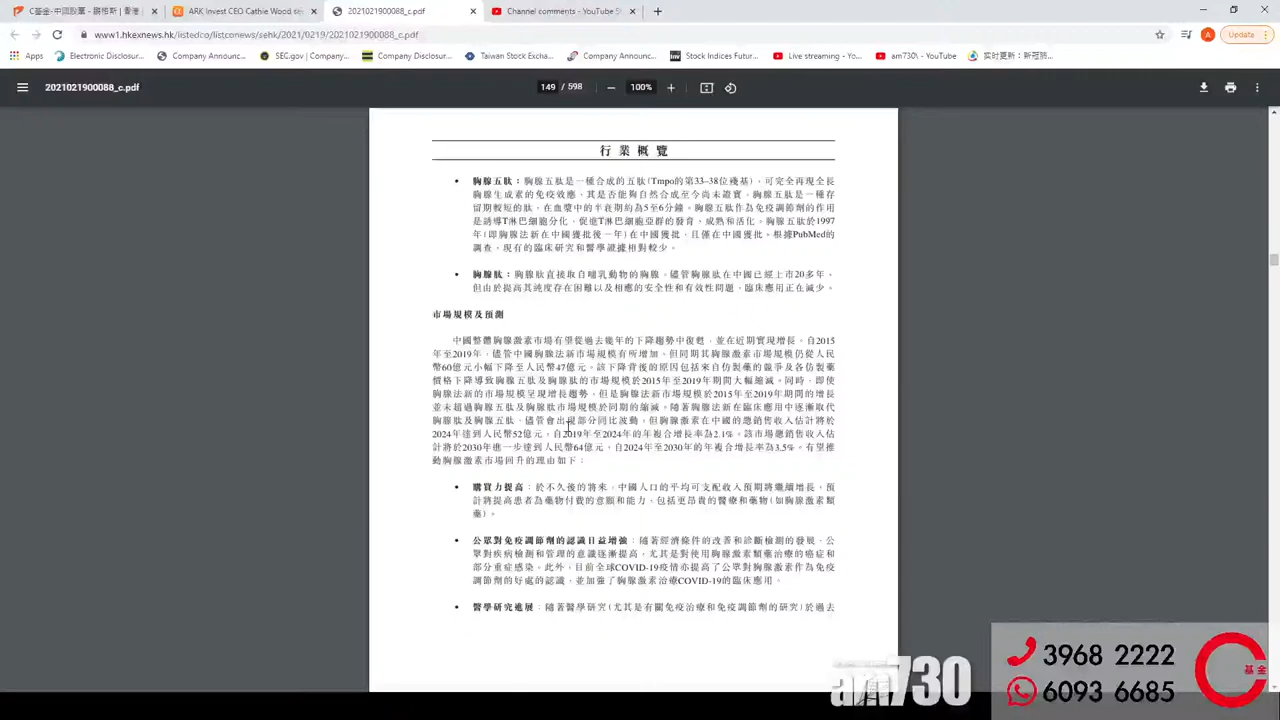 C基金-中國股票 - 騰格斯 | 香港
ARK Invest CEO Cathie Wood se
2021021900088_c.pdf
Channel comments - YouTube St
www1.hkexnews.hk/listedco/listconews/sehk/2021/0219/2021021900088_c.pdf
A
Update
Apps
Electronic Disclosur...
Company Announce...
SEC.gov | Company...
Company Disclosur...
Taiwan Stock Excha...
Company Announc...
Stock Indices Futur...
Live streaming - Yo...
am730\ - YouTube
实时更新：新冠肺...
2021021900088_c.pdf
149 / 598
100%
行業概覽
• 胸腺五肽：胸腺五肽是一種合成的五肽(Tmpo的第33–38位殘基)，可完全再現全長
胸腺生成素的免疫效應，其是否能夠自然合成至今尚未證實。胸腺五肽是一種存
留期較短的肽，在血漿中的半衰期約為5至6分鐘。胸腺五肽作為免疫調節劑的作用
是誘導T淋巴細胞分化，促進T淋巴細胞亞群的發育、成熟和活化。胸腺五肽於1997
年(即胸腺法新在中國獲批後一年)在中國獲批，且僅在中國獲批。根據PubMed的
調查，現有的臨床研究和醫學證據相對較少。
• 胸腺肽：胸腺肽直接取自哺乳動物的胸腺。儘管胸腺肽在中國已經上市20多年，
但由於提高其純度存在困難以及相應的安全性和有效性問題，臨床應用正在減少。
市場規模及預測
中國整體胸腺激素市場有望從過去幾年的下降趨勢中復甦，並在近期實現增長。自2015
年至2019年，儘管中國胸腺法新市場規模有所增加，但同期其胸腺激素市場規模仍從人民
幣60億元小幅下降至人民幣47億元。該下降背後的原因包括來自仿製藥的競爭及各仿製藥
價格下降導致胸腺五肽及胸腺肽的市場規模於2015年至2019年期間大幅縮減。同時，即使
胸腺法新的市場規模呈現增長趨勢，但是胸腺法新市場規模於2015年至2019年期間的增長
並未超過胸腺五肽及胸腺肽市場規模於同期的縮減。隨著胸腺法新在臨床應用中逐漸取代
胸腺肽及胸腺五肽，儘管會出現部分同比波動，但胸腺激素在中國的總銷售收入估計將於
2024年達到人民幣52億元，自2019年至2024年的年複合增長率為2.1%。該市場總銷售收入估
計將於2030年進一步達到人民幣64億元，自2024年至2030年的年複合增長率為3.5%。有望推
動胸腺激素市場回升的理由如下：
• 購買力提高：於不久後的將來，中國人口的平均可支配收入預期將繼續增長，預
計將提高患者為藥物付費的意願和能力，包括更昂貴的醫療和藥物(如胸腺激素類
藥)。
• 公眾對免疫調節劑的認識日益增強：隨著經濟條件的改善和診斷檢測的發展，公
眾對疾病檢測和管理的意識逐漸提高，尤其是對使用胸腺激素類藥治療的癌症和
部分重症感染。此外，目前全球COVID-19疫情亦提高了公眾對胸腺激素作為免疫
調節劑的好處的認識，並加強了胸腺激素治療COVID-19的臨床應用。
• 醫學研究進展：隨著醫學研究(尤其是有關免疫治療和免疫調節劑的研究)於過去
am730
3968 2222
6093 6685
基金